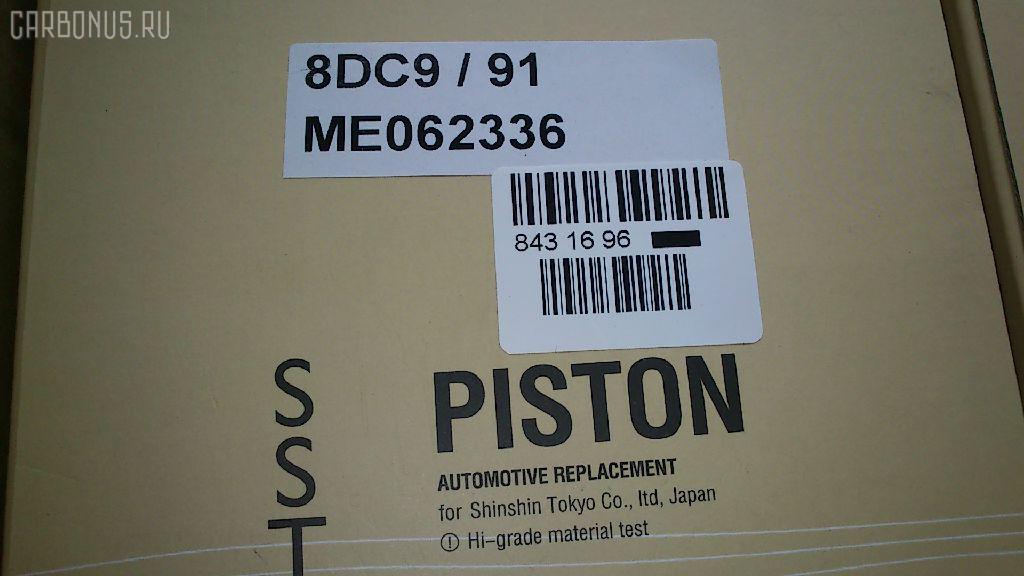 CARBONUS.RU
8DC9 / 91
ME062336
843 16 96
SST
PISTON
AUTOMOTIVE REPLACEMENT
for Shinshin Tokyo Co., ltd, Japan
! Hi-grade material test